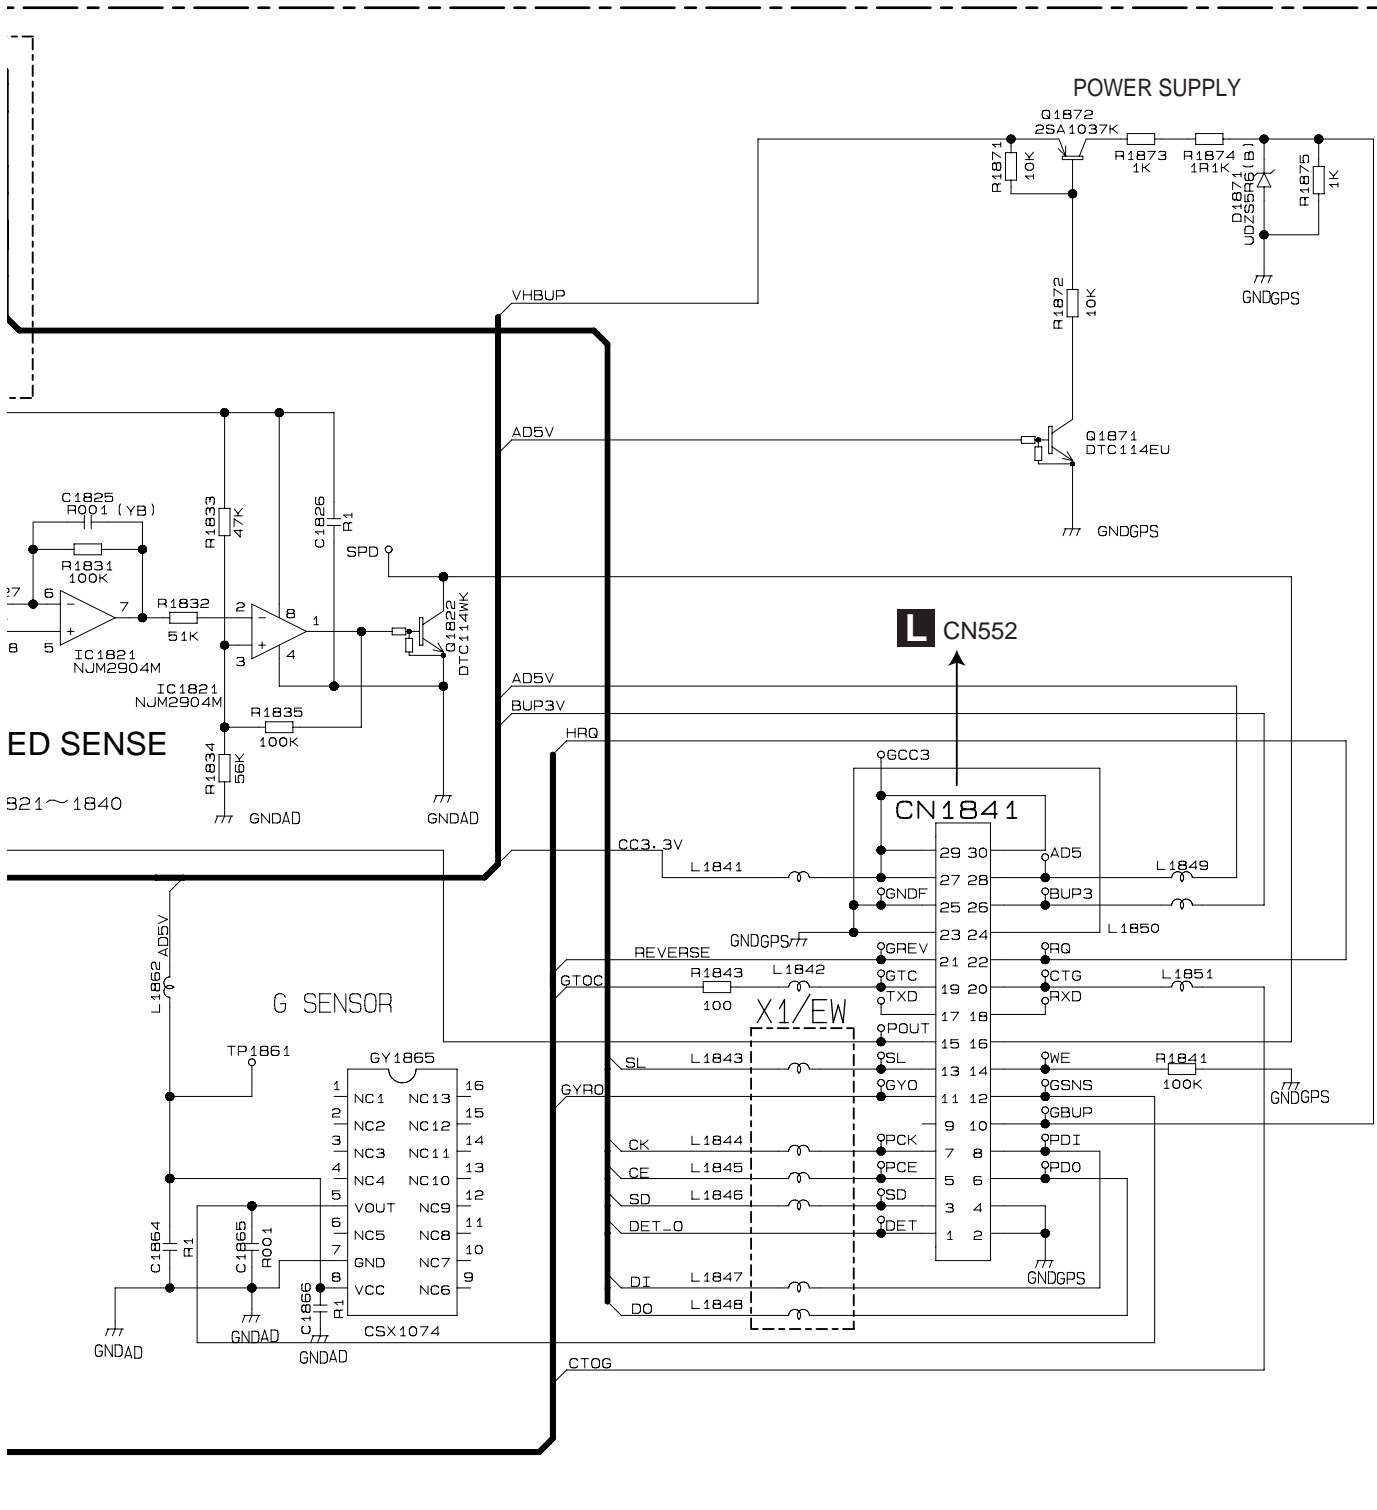 POWER SUPPLY
Q1872
2SA1037K
R1871
10K
R1873
1K
R1874
1R1K
D1871
UDZS5R6(B)
R1875
1K
GNDGPS
VHBUP
R1872
10K
AD5V
Q1871
DTC114EU
GNDGPS
C1825
R001 (YB)
R1831
100K
R1833
47K
C1826
R1
SPD
27
6
7
5
8
IC1821
NJM2904M
R1832
51K
2
8
1
3
4
IC1821
NJM2904M
Q1822
DTC114WK
R1835
100K
R1834
56K
GNDAD
GNDAD
ED SENSE
821~1840
L CN552
AD5V
BUP3V
HRQ
GCC3
CN1841
CC3.3V
L1841
29 30
AD5
L1849
27 28
GNDF
25 26
BUP3
GNDGPS
23 24
L1850
REVERSE
GREV
21 22
RQ
GTOC
R1843
100
L1842
GTC
19 20
CTG
L1851
TXD
17 18
RXD
X1/EW
POUT
15 16
SL
L1843
SL
13 14
WE
R1841
100K
GNDGPS
GYRO
GYO
11 12
GSNS
9 10
GBUP
CK
L1844
PCK
7 8
PDI
CE
L1845
PCE
5 6
PDO
SD
L1846
SD
3 4
DET_O
DET
1 2
GNDGPS
DI
L1847
DO
L1848
CTOG
AD5V
L1862
G SENSOR
TP1861
GY1865
1 NC1 NC13 16
2 NC2 NC12 15
3 NC3 NC11 14
4 NC4 NC10 13
5 VOUT NC9 12
6 NC5 NC8 11
7 GND NC7 10
8 VCC NC6 9
CSX1074
C1864
R1
C1865
R001
C1866
R1
GNDAD
GNDAD
GNDAD